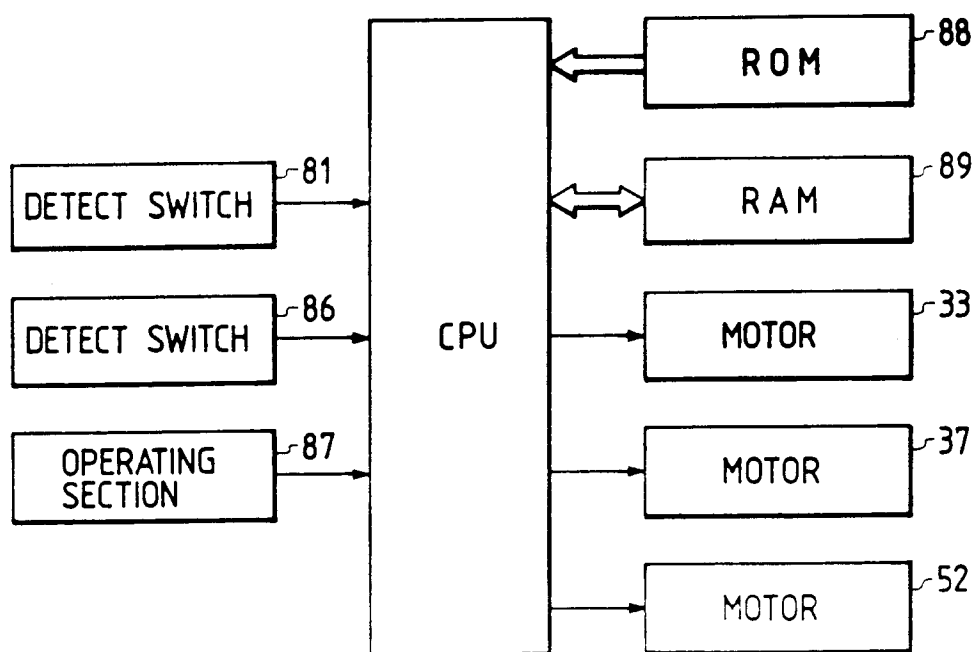 ROM
88
DETECT SWITCH
81
RAM
89
DETECT SWITCH
86
CPU
MOTOR
33
OPERATING
SECTION
87
MOTOR
37
MOTOR
52